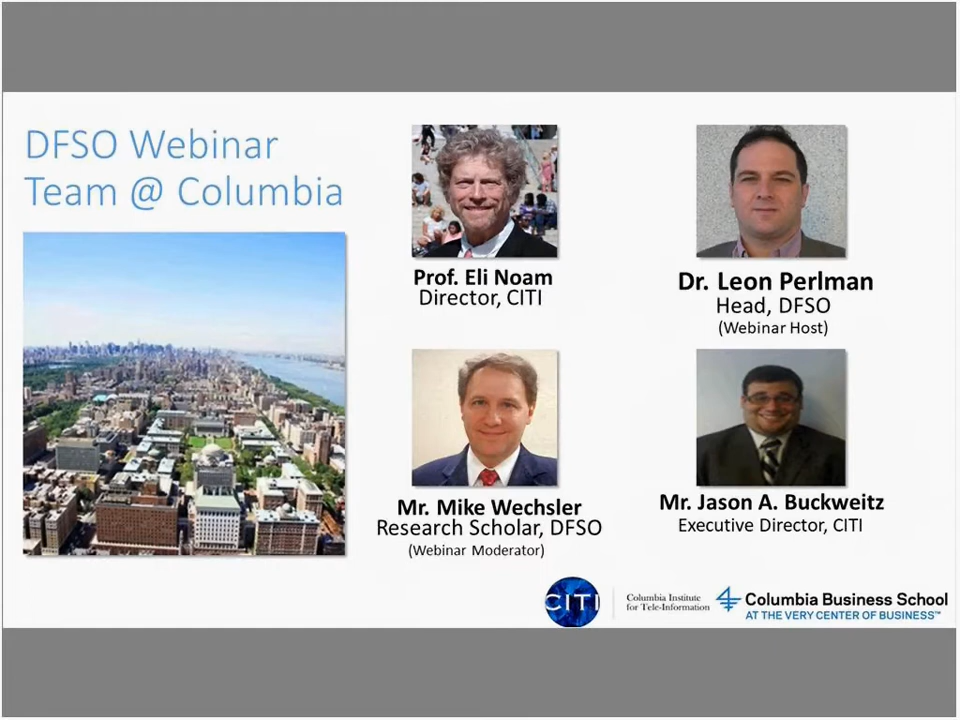 DFSO Webinar
Team @ Columbia
Prof. Eli Noam
Director, CITI
Dr. Leon Perlman
Head, DFSO
(Webinar Host)
Mr. Mike Wechsler
Research Scholar, DFSO
(Webinar Moderator)
Mr. Jason A. Buckweitz
Executive Director, CITI
CITI
Columbia Institute
for Tele-Information
Columbia Business School
AT THE VERY CENTER OF BUSINESS™